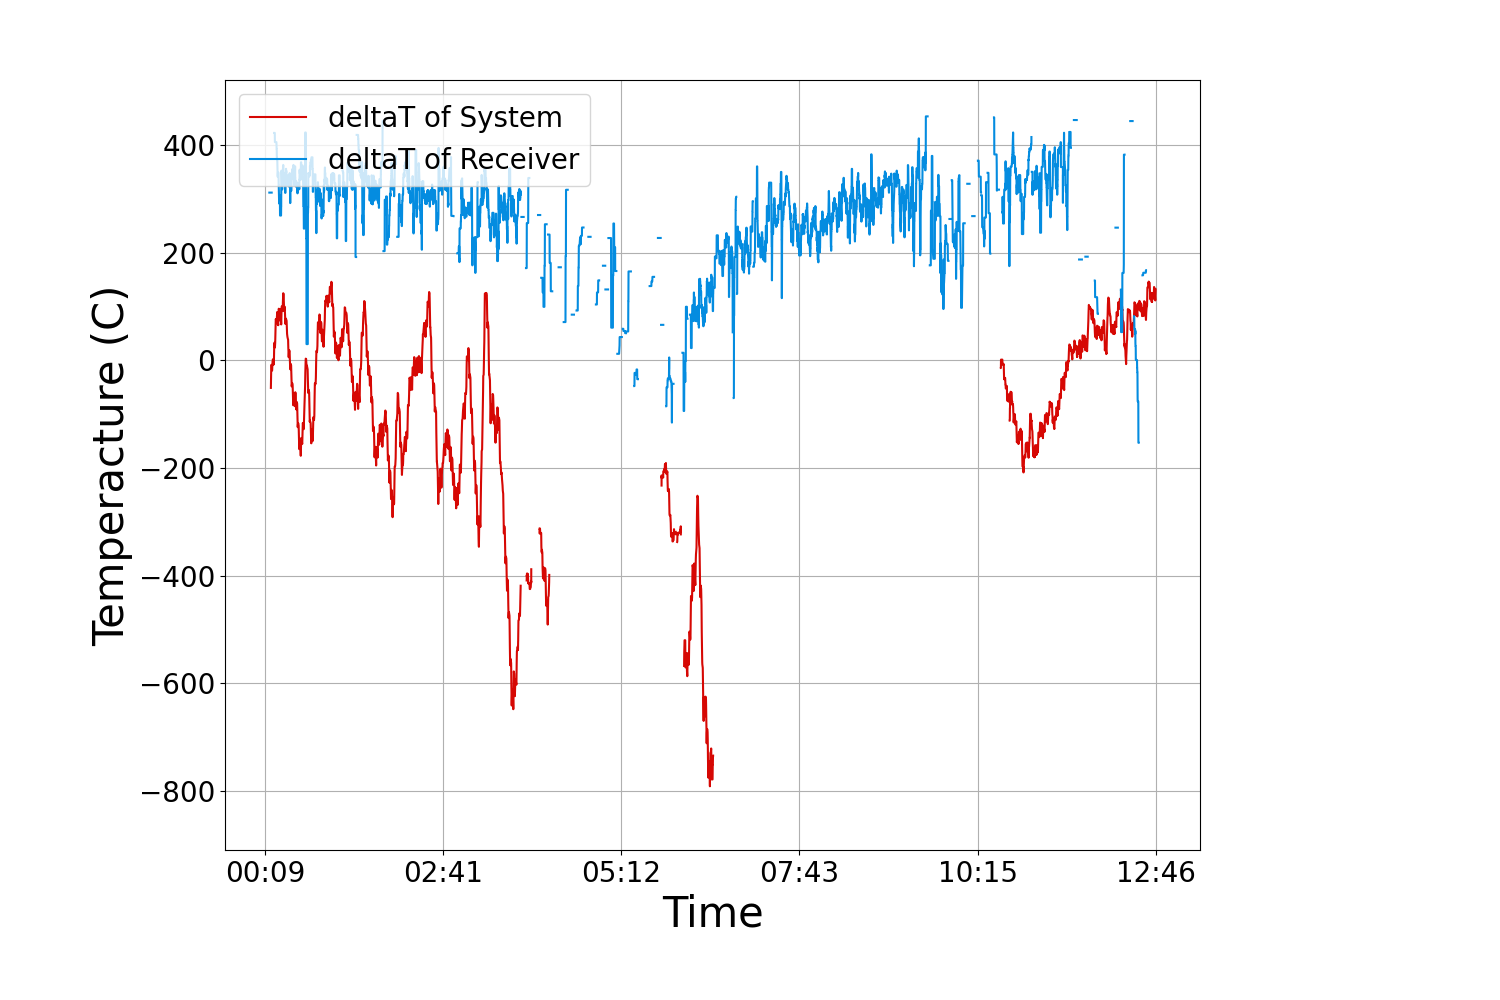 deltaT of System
deltaT of Receiver
400
200
0
−200
−400
−600
−800
Temperacture (C)
00:09 02:41 05:12 07:43 10:15 12:46
Time